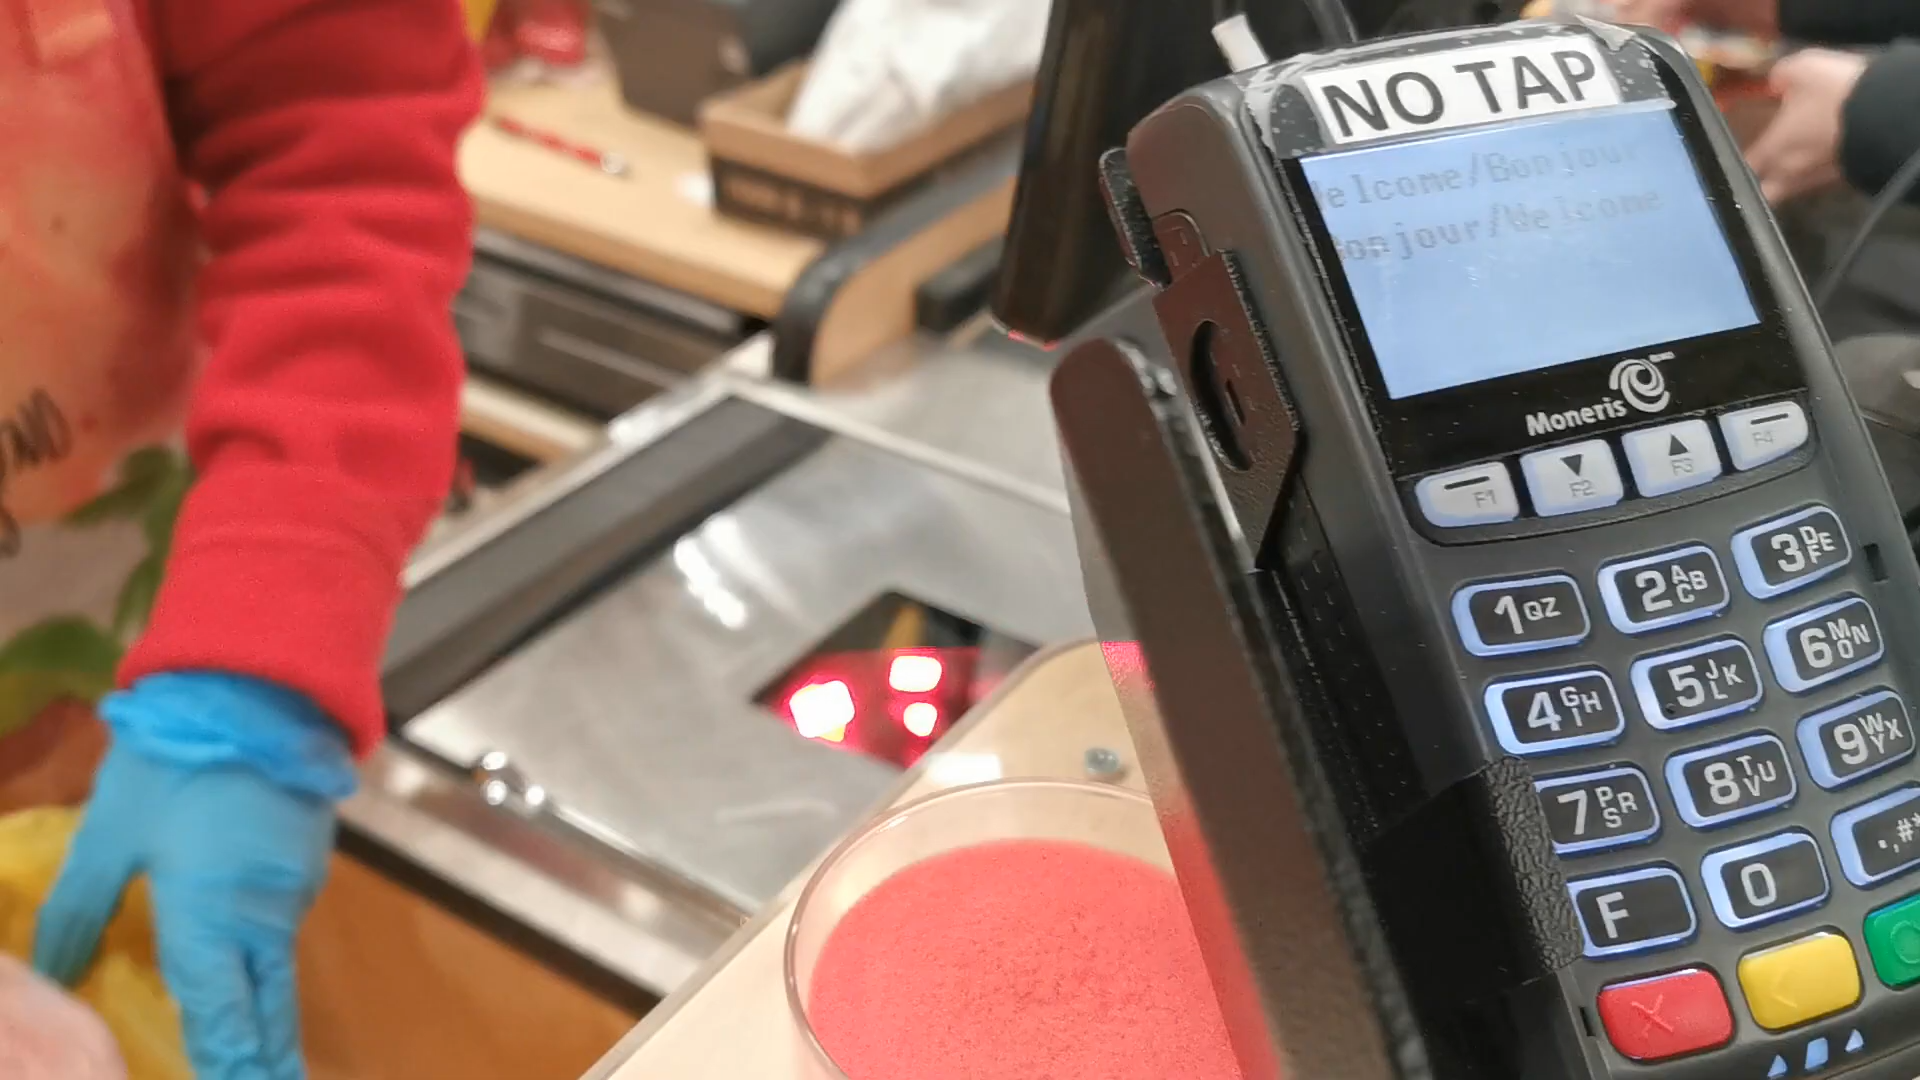 NO TAP
Welcome/Bonjour
Bonjour/Welcome
Moneris
F1 F2 F3 F4
1QZ 2ABC 3DEF
4GHI 5JKL 6MNO
7PRS 8TUV 9WXY
F 0 .,#*